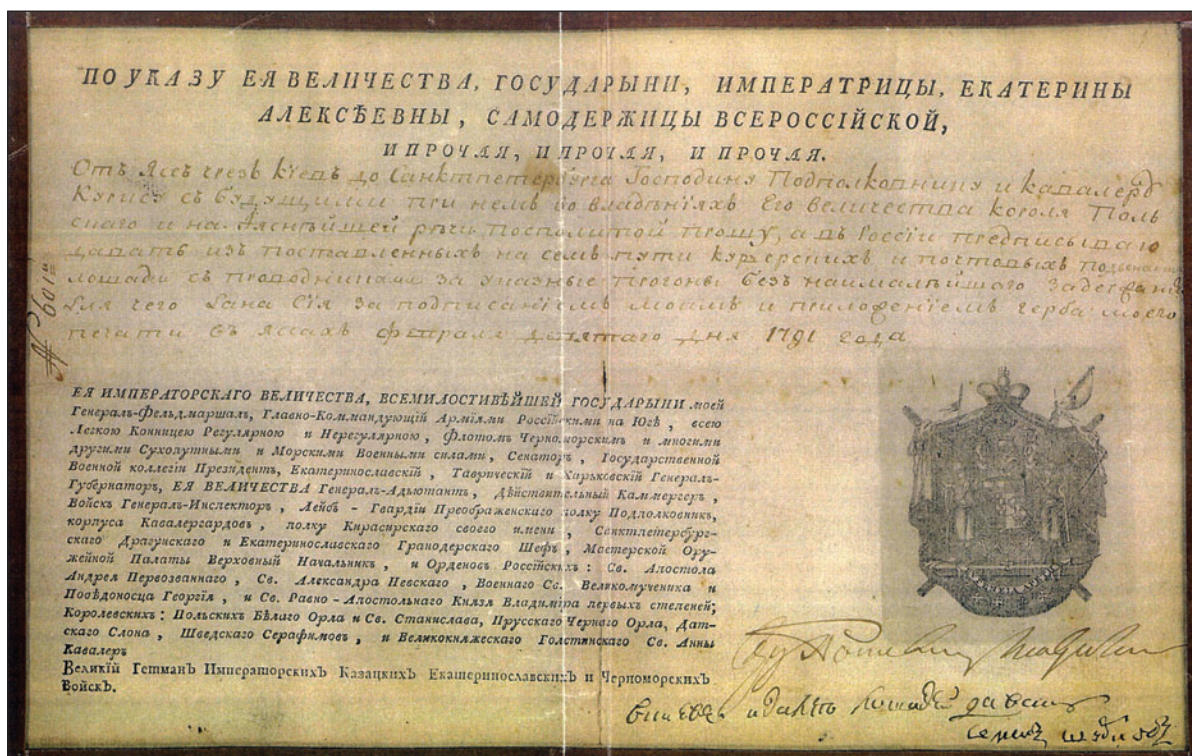 ПО УКАЗУ ЕЯ ВЕЛИЧЕСТВА, ГОСУДАРЫНИ, ИМПЕРАТРИЦЫ, ЕКАТЕРИНЫ
АЛЕКСѢЕВНЫ, САМОДЕРЖИЦЫ ВСЕРОССІЙСКОЙ,
И ПРОЧАЯ, И ПРОЧАЯ, И ПРОЧАЯ.
Отъ Яссъ чрезъ Кіевъ до Санктпетербурга Господину Подполковнику и кавалеру
Курису съ будущими при немъ во владѣніяхъ Его Величества короля Поль
скаго и на Яснѣйшей рѣчи посполитой прошу, а въ Россіи предписываю
давать изъ поставленныхъ на семъ пути курьерскихъ и почтовыхъ
лошадей съ проводникомъ за указные прогоны безъ наималѣйшаго
Для чего дана сія за подписаніемъ моимъ и приложеніемъ герба моего
печати въ Яссахъ февраля девятаго дня 1791 года
ЕЯ ИМПЕРАТОРСКАГО ВЕЛИЧЕСТВА, ВСЕМИЛОСТИВѢЙШЕЙ ГОСУДАРЫНИ моей
Генералъ-Фельдмаршалъ, Главно-Коммандующій Арміями Россійскими на Югѣ, всею
Легкою Конницею Регулярною и Нерегулярною, флотомъ Черноморскимъ и многими
другими Сухопутными и Морскими Военными силами, Сенаторъ, Государственной
Военной коллегіи Президентъ, Екатеринославскій, Таврическій и Харьковскій Генералъ-
Губернаторъ, ЕЯ ВЕЛИЧЕСТВА Генералъ-Адъютантъ, Дѣйствительный Каммергеръ,
Войскъ Генералъ-Инспекторъ, Лейбъ-Гвардіи Преображенскаго полку Подполковникъ,
корпуса Кавалергардовъ, полку Кирасирскаго своего имени, Санктпетербург-
скаго Драгунскаго и Екатеринославскаго Гранодерскаго Шефъ, Мастерской Ору-
жейной Палаты Верховный Начальникъ, и Орденовъ Россійскихъ: Св. Апостола
Андрея Первозваннаго, Св. Александра Невскаго, Военнаго Св. Великомученика и
Побѣдоносца Георгія, и Св. Равно-Апостольнаго Князя Владиміра первыхъ степеней;
Королевскихъ: Польскихъ Бѣлаго Орла и Св. Станислава, Прусскаго Чернаго Орла, Дат-
скаго Слона, Шведскаго Серафимовъ, и Великокняжескаго Голстинскаго Св. Анны
Кавалеръ
Великій Гетманъ Императорскихъ Казацкихъ Екатеринославскихъ и Черноморскихъ
Войскъ.